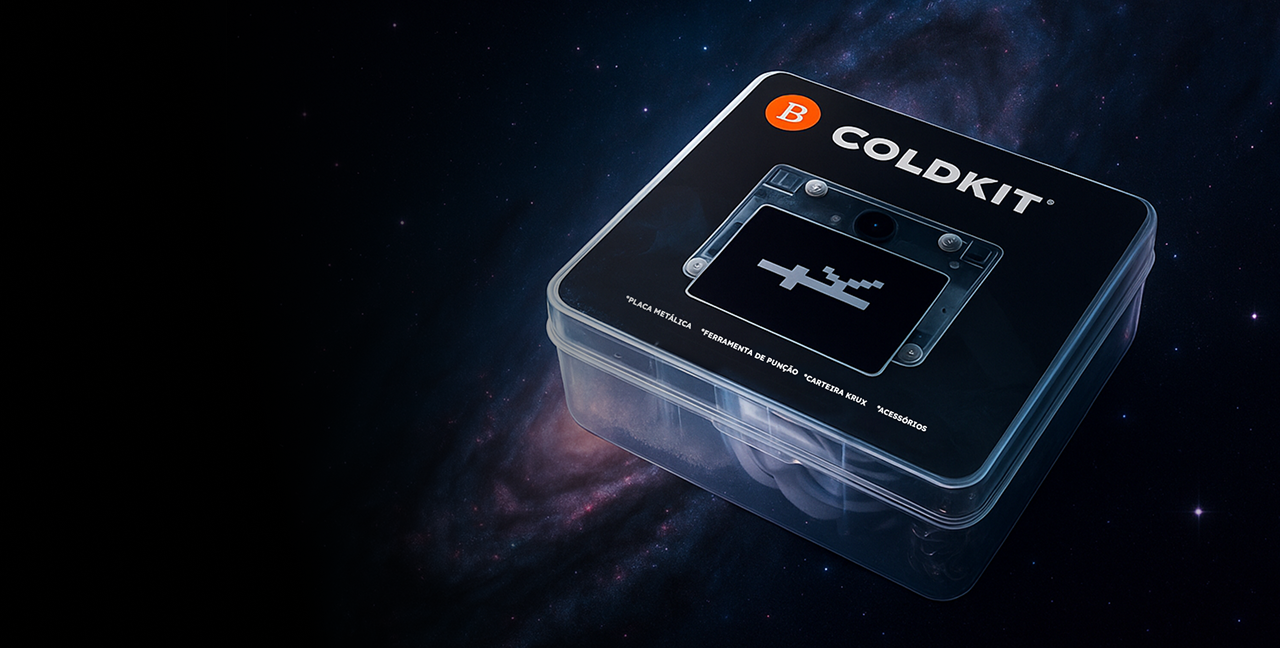 B COLDKIT®
*PLACA METÁLICA *FERRAMENTA DE PUNÇÃO *CARTEIRA KRUX *ACESSÓRIOS